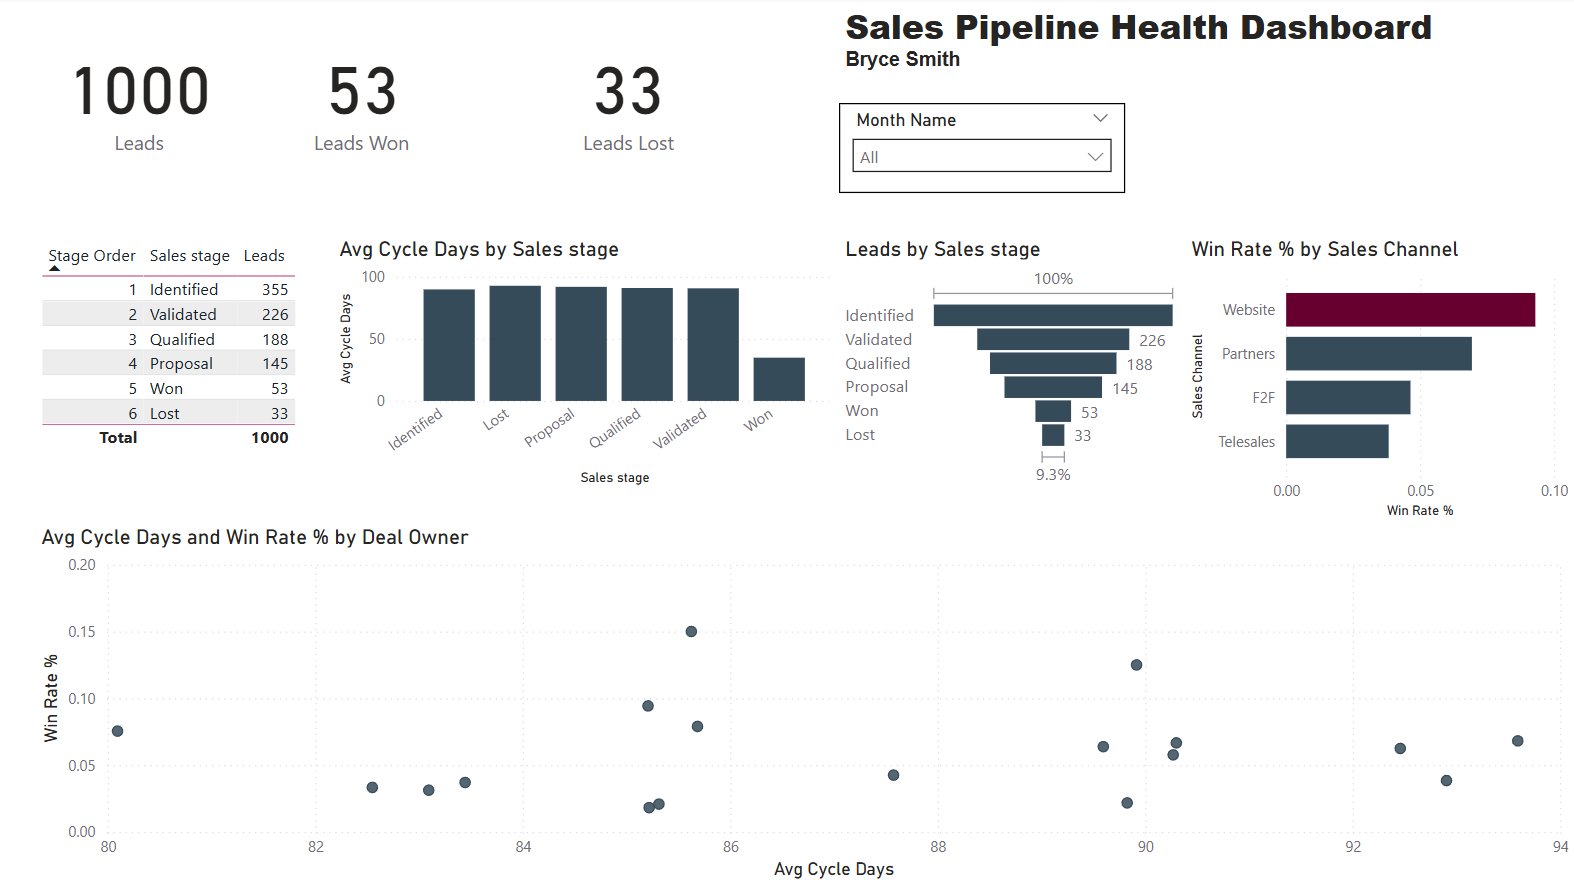 Sales Pipeline Health Dashboard
Bryce Smith
1000
Leads
53
Leads Won
33
Leads Lost
Month Name
All
Stage Order Sales stage Leads
1 Identified 355
2 Validated 226
3 Qualified 188
4 Proposal 145
5 Won 53
6 Lost 33
Total 1000
Avg Cycle Days by Sales stage
Avg Cycle Days
100
50
0
Identified
Lost
Proposal
Qualified
Validated
Won
Sales stage
Leads by Sales stage
100%
Identified
Validated 226
Qualified 188
Proposal 145
Won 53
Lost 33
9.3%
Win Rate % by Sales Channel
Sales Channel
Website
Partners
F2F
Telesales
0.00 0.05 0.10
Win Rate %
Avg Cycle Days and Win Rate % by Deal Owner
Win Rate %
0.20
0.15
0.10
0.05
0.00
80 82 84 86 88 90 92 94
Avg Cycle Days